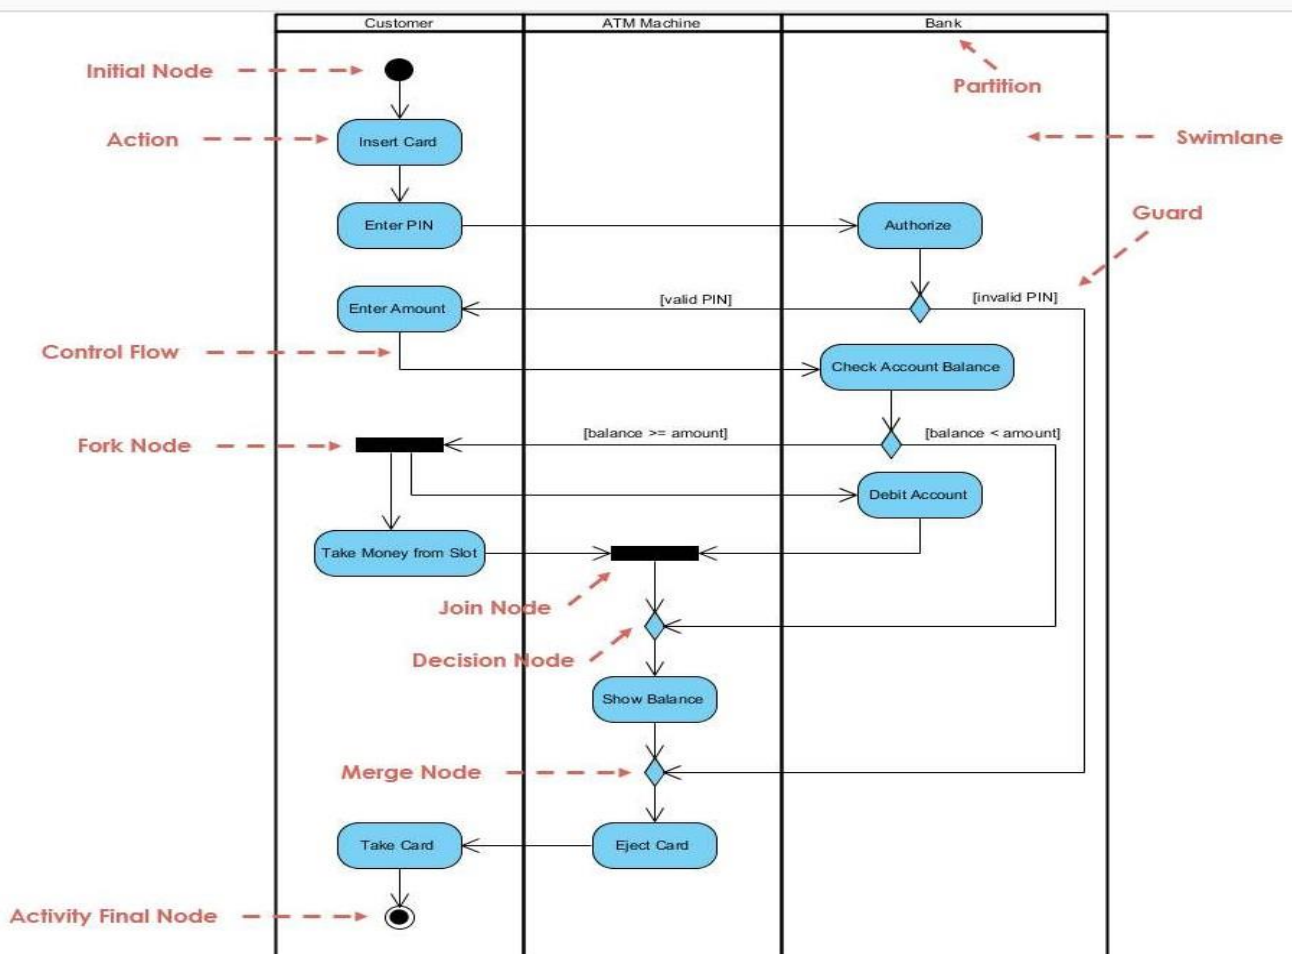 Customer
ATM Machine
Bank
Initial Node
Partition
Action
Insert Card
Swimlane
Guard
Enter PIN
Authorize
[valid PIN]
[invalid PIN]
Enter Amount
Control Flow
Check Account Balance
Fork Node
[balance >= amount]
[balance < amount]
Debit Account
Take Money from Slot
Join Node
Decision Node
Show Balance
Merge Node
Take Card
Eject Card
Activity Final Node